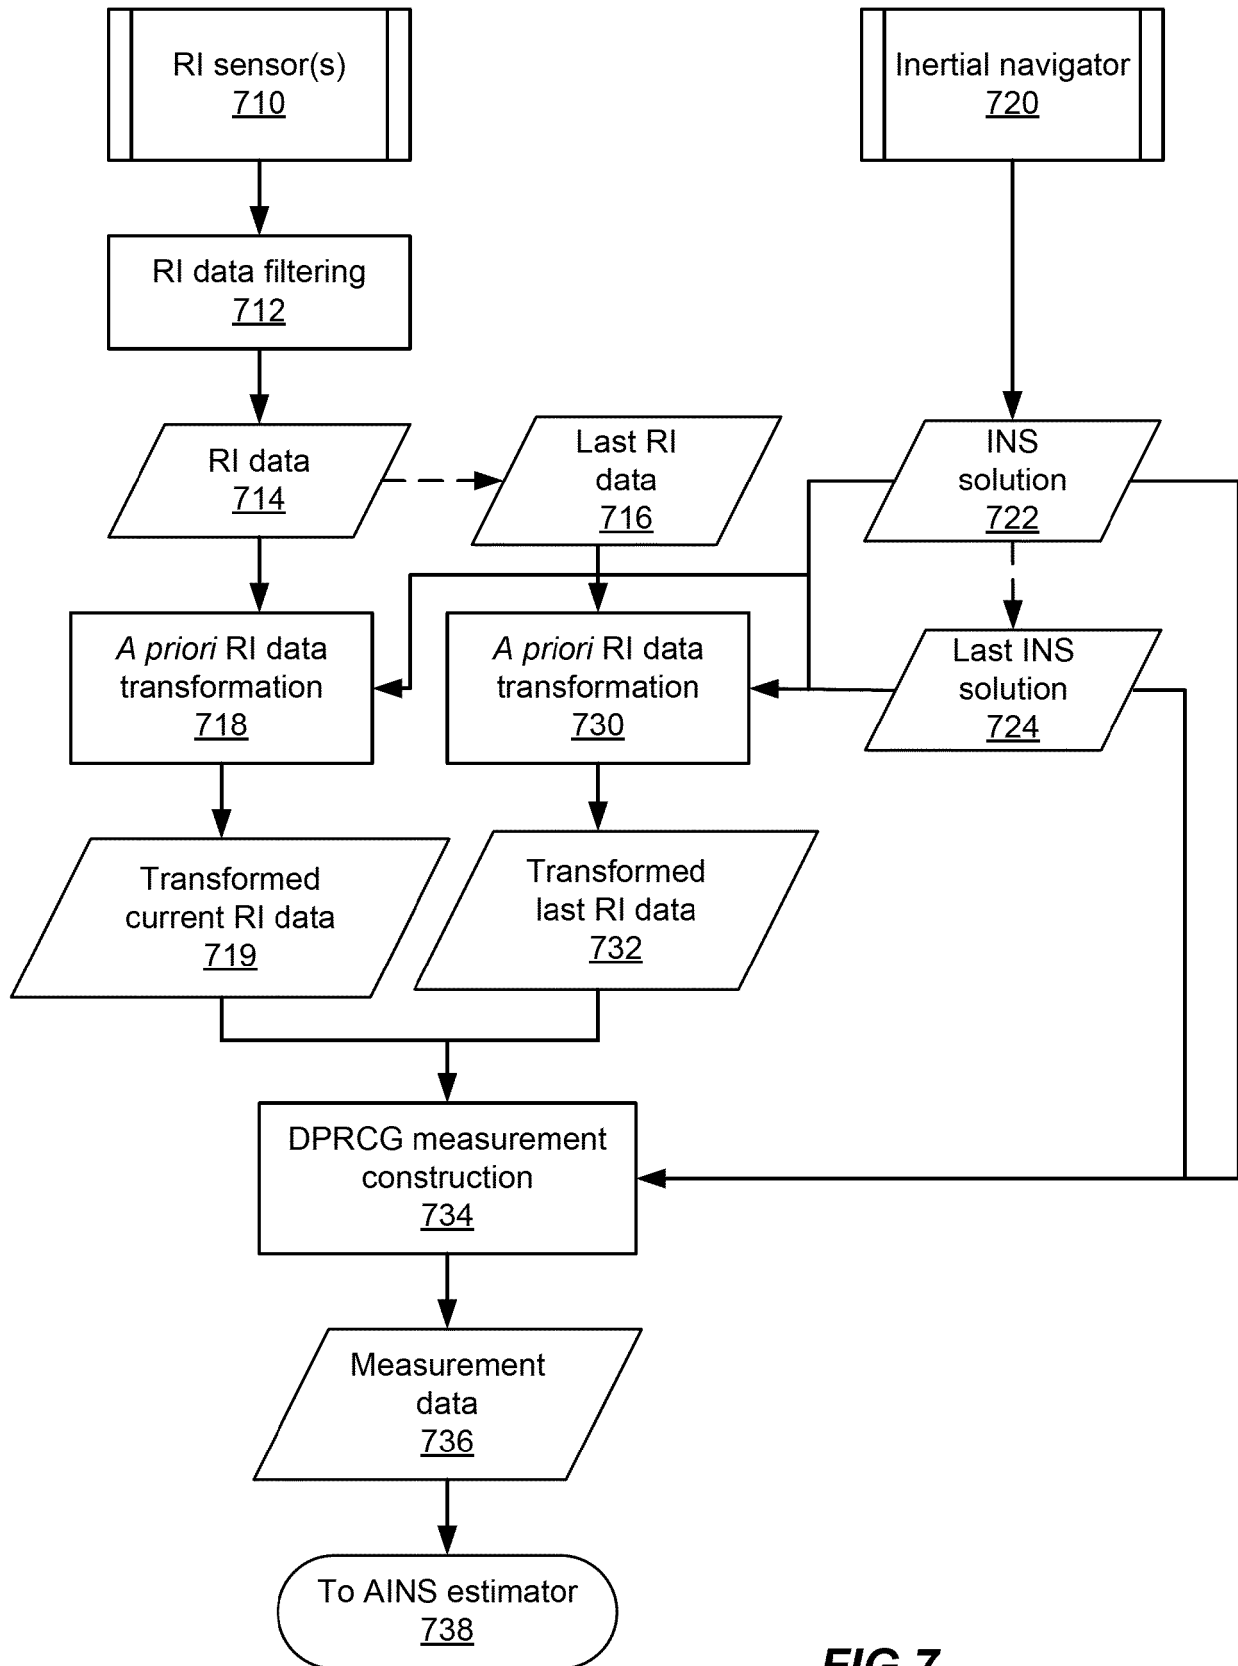 RI sensor(s)
710
Inertial navigator
720
RI data filtering
712
RI data
714
Last RI
data
716
INS
solution
722
A priori RI data
transformation
718
A priori RI data
transformation
730
Last INS
solution
724
Transformed
current RI data
719
Transformed
last RI data
732
DPRCG measurement
construction
734
Measurement
data
736
To AINS estimator
738
FIG.7